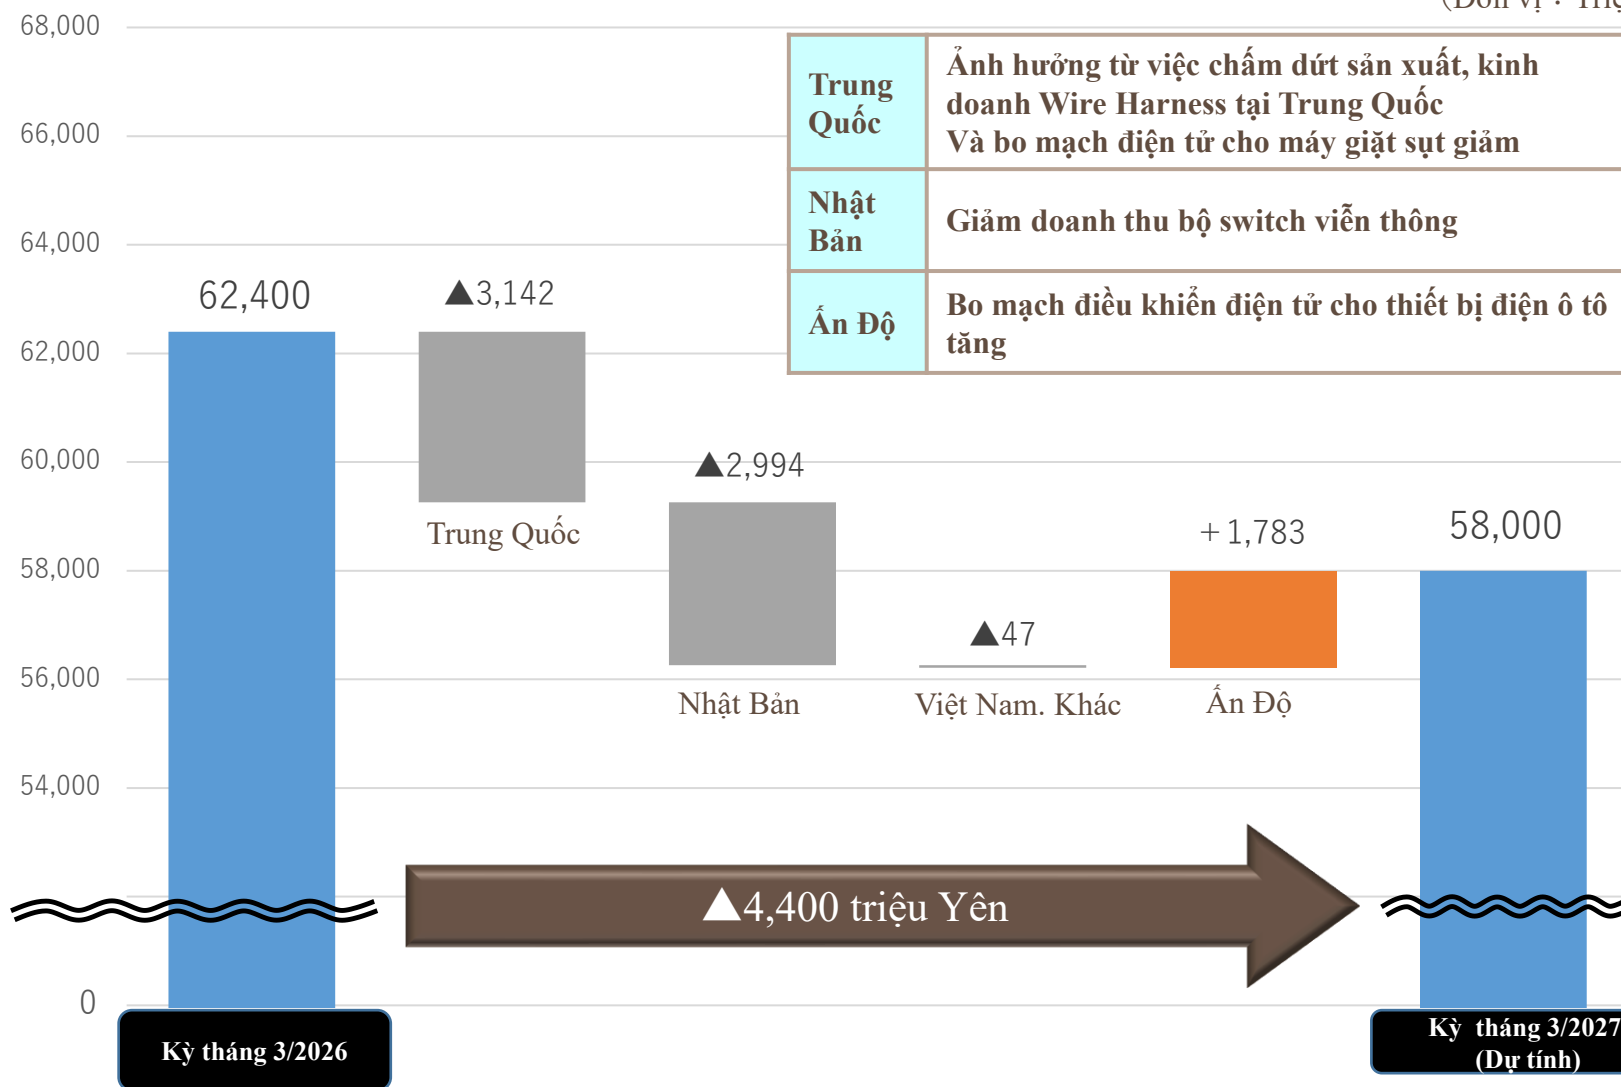 (Đơn vị : Triệ
68,000
66,000
64,000
62,000
60,000
58,000
56,000
54,000
0
Trung Quốc
Ảnh hưởng từ việc chấm dứt sản xuất, kinh
doanh Wire Harness tại Trung Quốc
Và bo mạch điện tử cho máy giặt sụt giảm
Nhật Bản
Giảm doanh thu bộ switch viễn thông
Ấn Độ
Bo mạch điều khiển điện tử cho thiết bị điện ô tô
tăng
62,400
▲3,142
Trung Quốc
▲2,994
Nhật Bản
▲47
Việt Nam. Khác
+1,783
Ấn Độ
58,000
▲4,400 triệu Yên
Kỳ tháng 3/2026
Kỳ tháng 3/2027
(Dự tính)